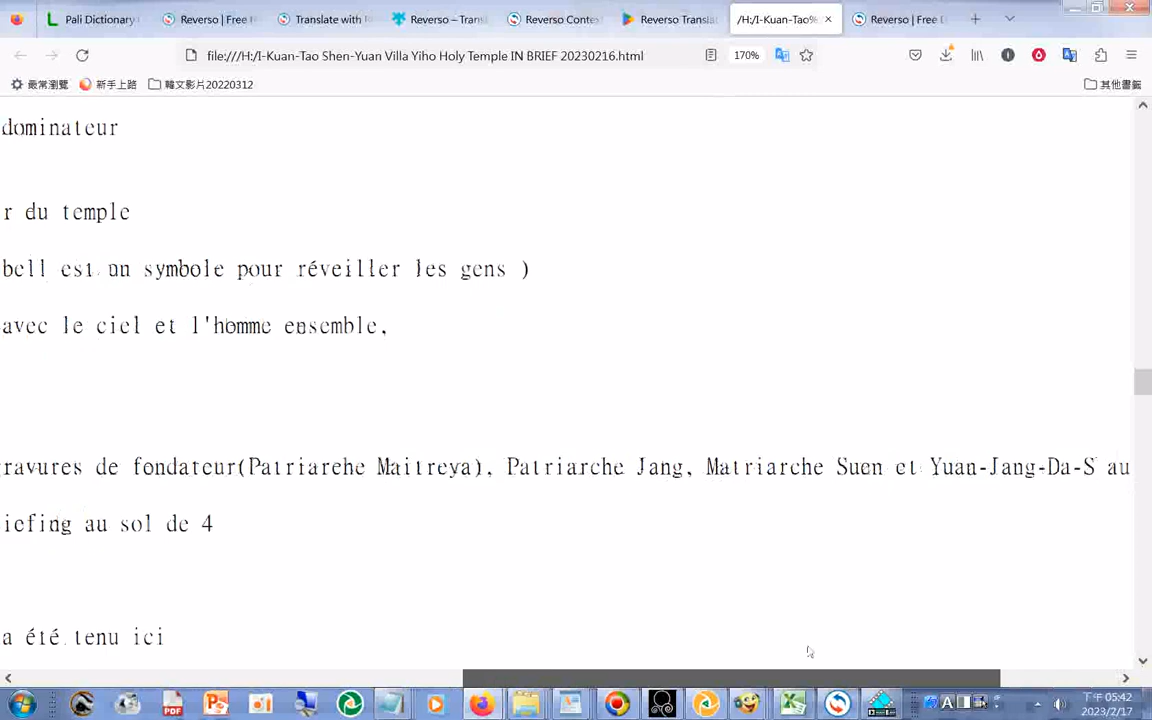 Pali Dictionary
Reverso | Free
Translate with
Reverso – Tran
Reverso Conte
Reverso Transla
/H:/I-Kuan-Tao%
Reverso | Free
file:///H:/I-Kuan-Tao Shen-Yuan Villa Yiho Holy Temple IN BRIEF 20230216.html
170%
最常瀏覽
新手上路
韓文影片20220312
其他書籤
dominateur
r du temple
bell est un symbole pour réveiller les gens )
avec le ciel et l'homme ensemble,
ravures de fondateur(Patriarche Maitreya), Patriarche Jang, Matriarche Suen et Yuan-Jang-Da-S au
iefing au sol de 4
a été tenu ici
下午 05:42
2023/2/17